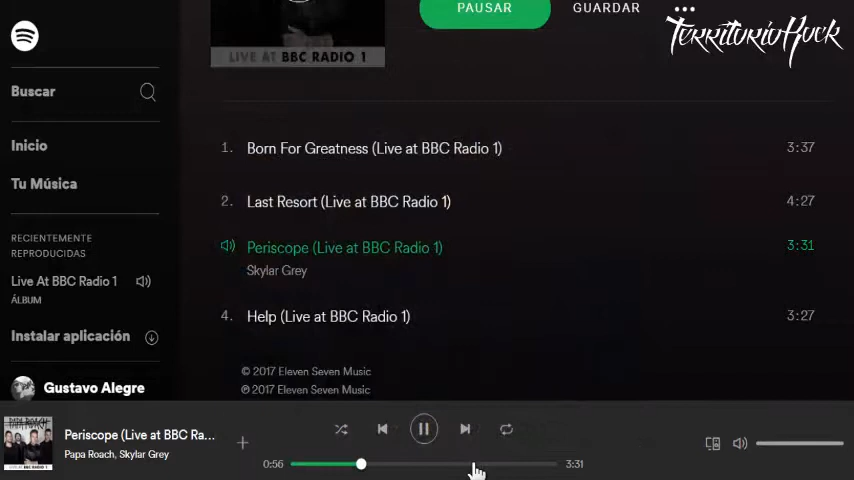 PAUSAR
GUARDAR
TerritorioRock
LIVE AT BBC RADIO 1
Buscar
Inicio
Tu Música
RECIENTEMENTE
REPRODUCIDAS
Live At BBC Radio 1
ÁLBUM
Instalar aplicación
Gustavo Alegre
1. Born For Greatness (Live at BBC Radio 1) 3:37
2. Last Resort (Live at BBC Radio 1) 4:27
Periscope (Live at BBC Radio 1) 3:31
Skylar Grey
4. Help (Live at BBC Radio 1) 3:27
© 2017 Eleven Seven Music
℗ 2017 Eleven Seven Music
PAPA ROACH
Periscope (Live at BBC Ra...
Papa Roach, Skylar Grey
0:56
3:31